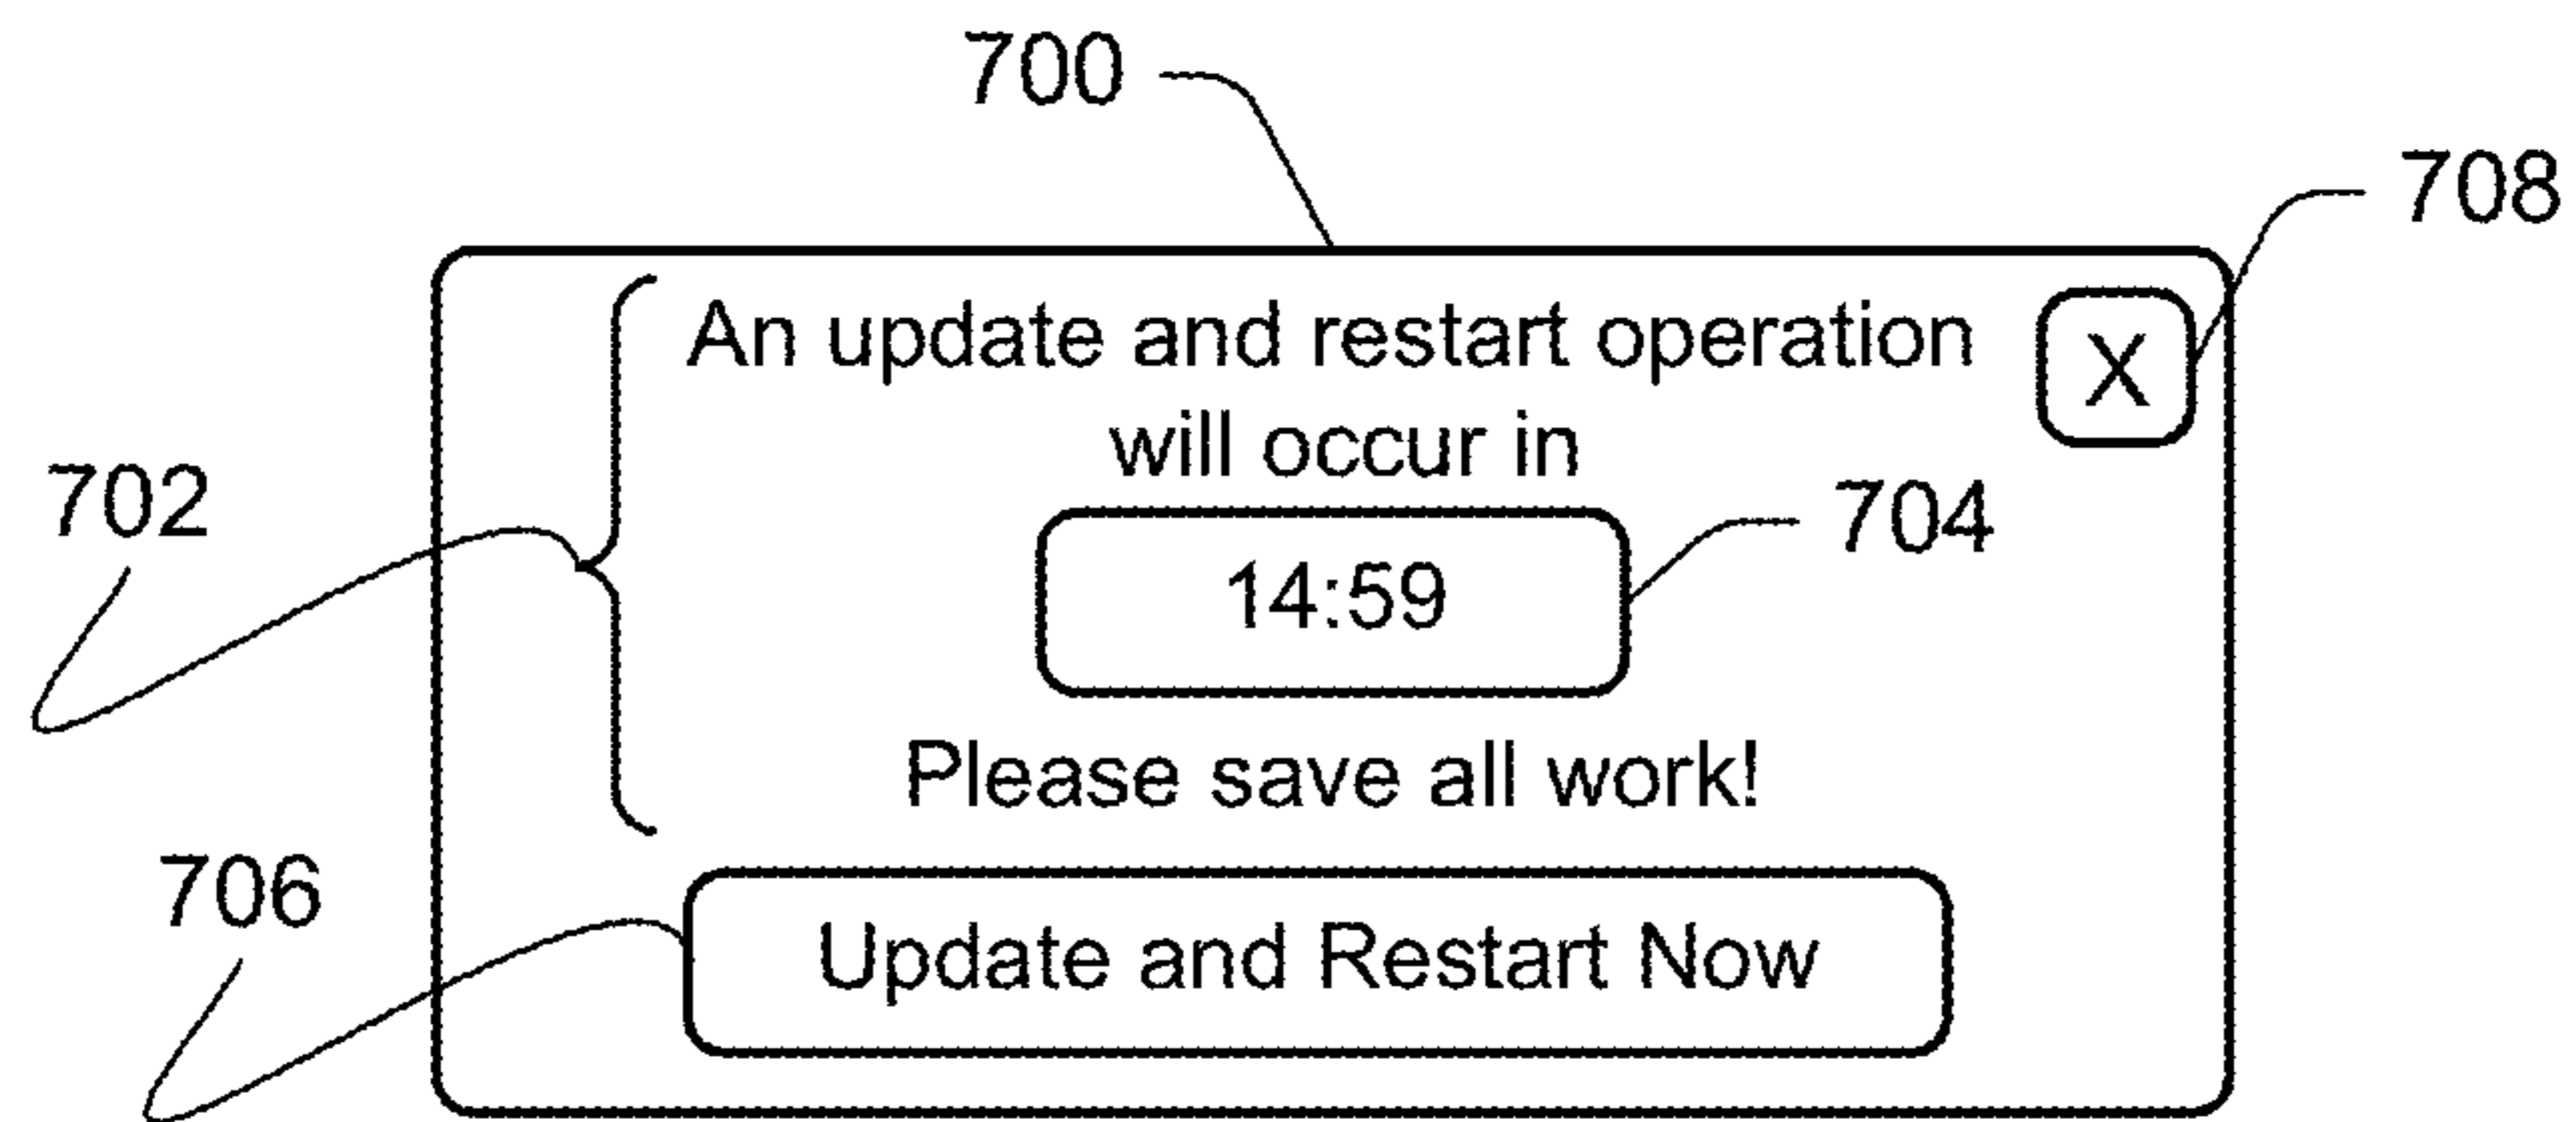 700
708
An update and restart operation
X
will occur in
702
704
14:59
Please save all work!
706
Update and Restart Now